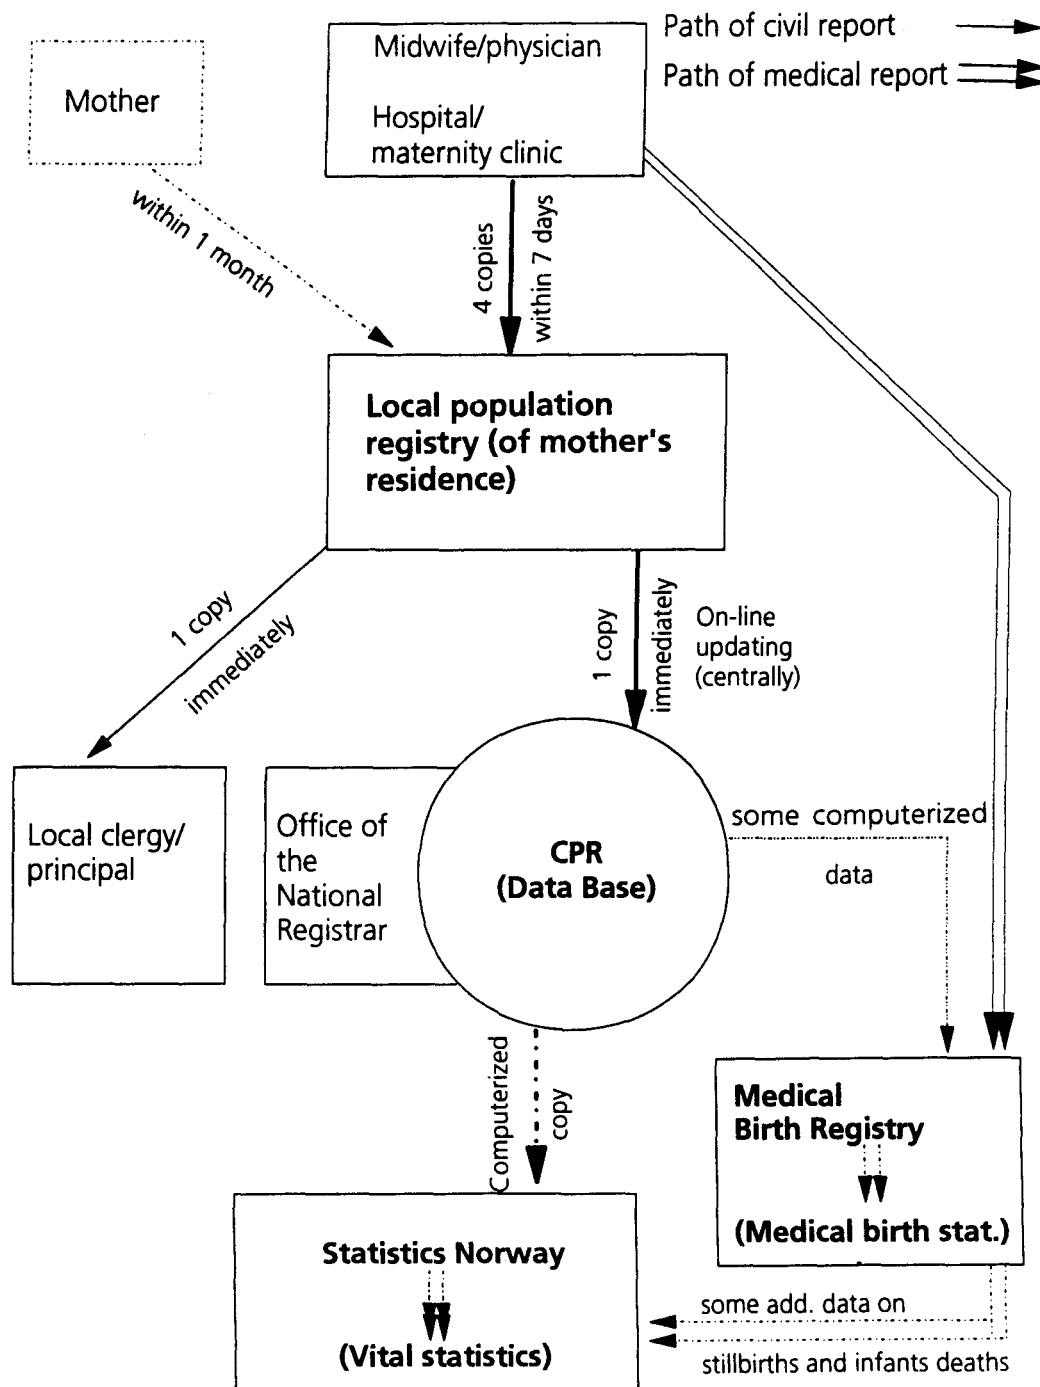 Path of civil report
Path of medical report
Mother
Midwife/physician
Hospital/
maternity clinic
within 1 month
4 copies
within 7 days
Local population
registry (of mother's
residence)
1 copy
immediately
1 copy
immediately
On-line
updating
(centrally)
Local clergy/
principal
Office of
the
National
Registrar
CPR
(Data Base)
some computerized
data
Computerized
copy
Medical
Birth Registry
(Medical birth stat.)
Statistics Norway
(Vital statistics)
some add. data on
stillbirths and infants deaths